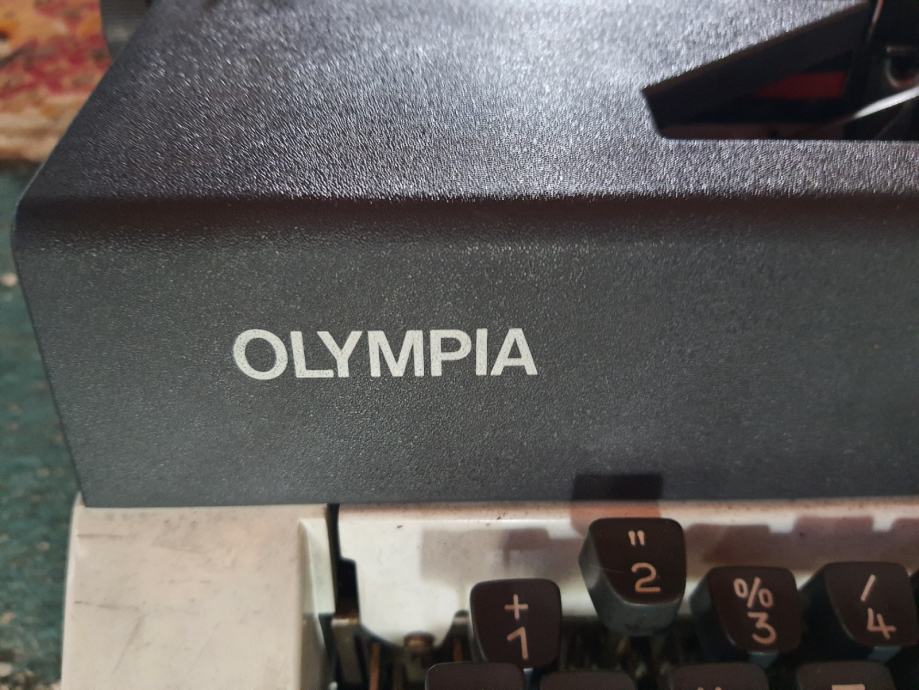 OLYMPIA
" % /
2 3 4
+
1